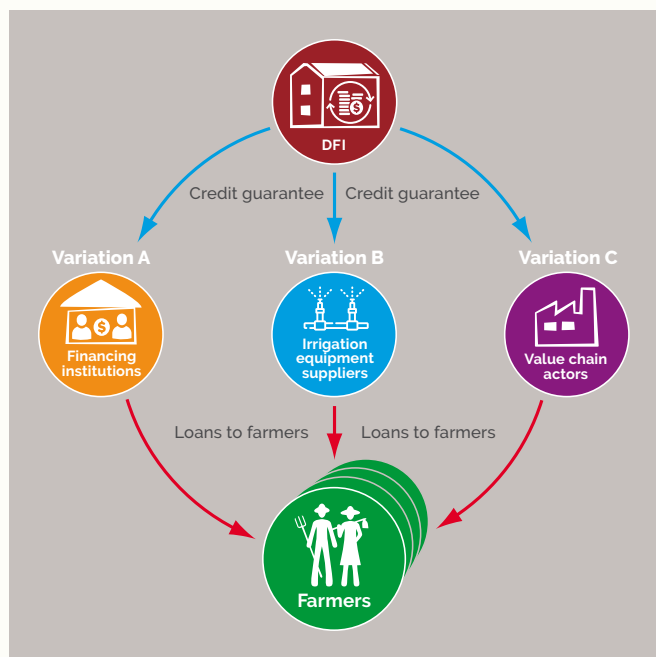 DFI
Credit guarantee
Credit guarantee
Variation A
Variation B
Variation C
Financing
institutions
Irrigation
equipment
suppliers
Value chain
actors
Loans to farmers
Loans to farmers
Farmers